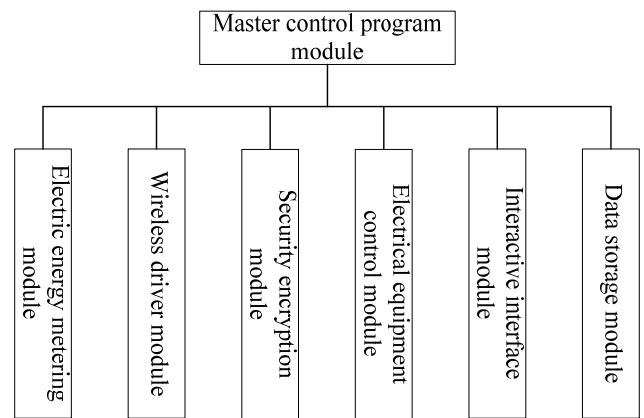 Master control program
module
Electric energy metering
module
Wireless driver module
Security encryption
module
Electrical equipment
control module
Interactive interface
module
Data storage module